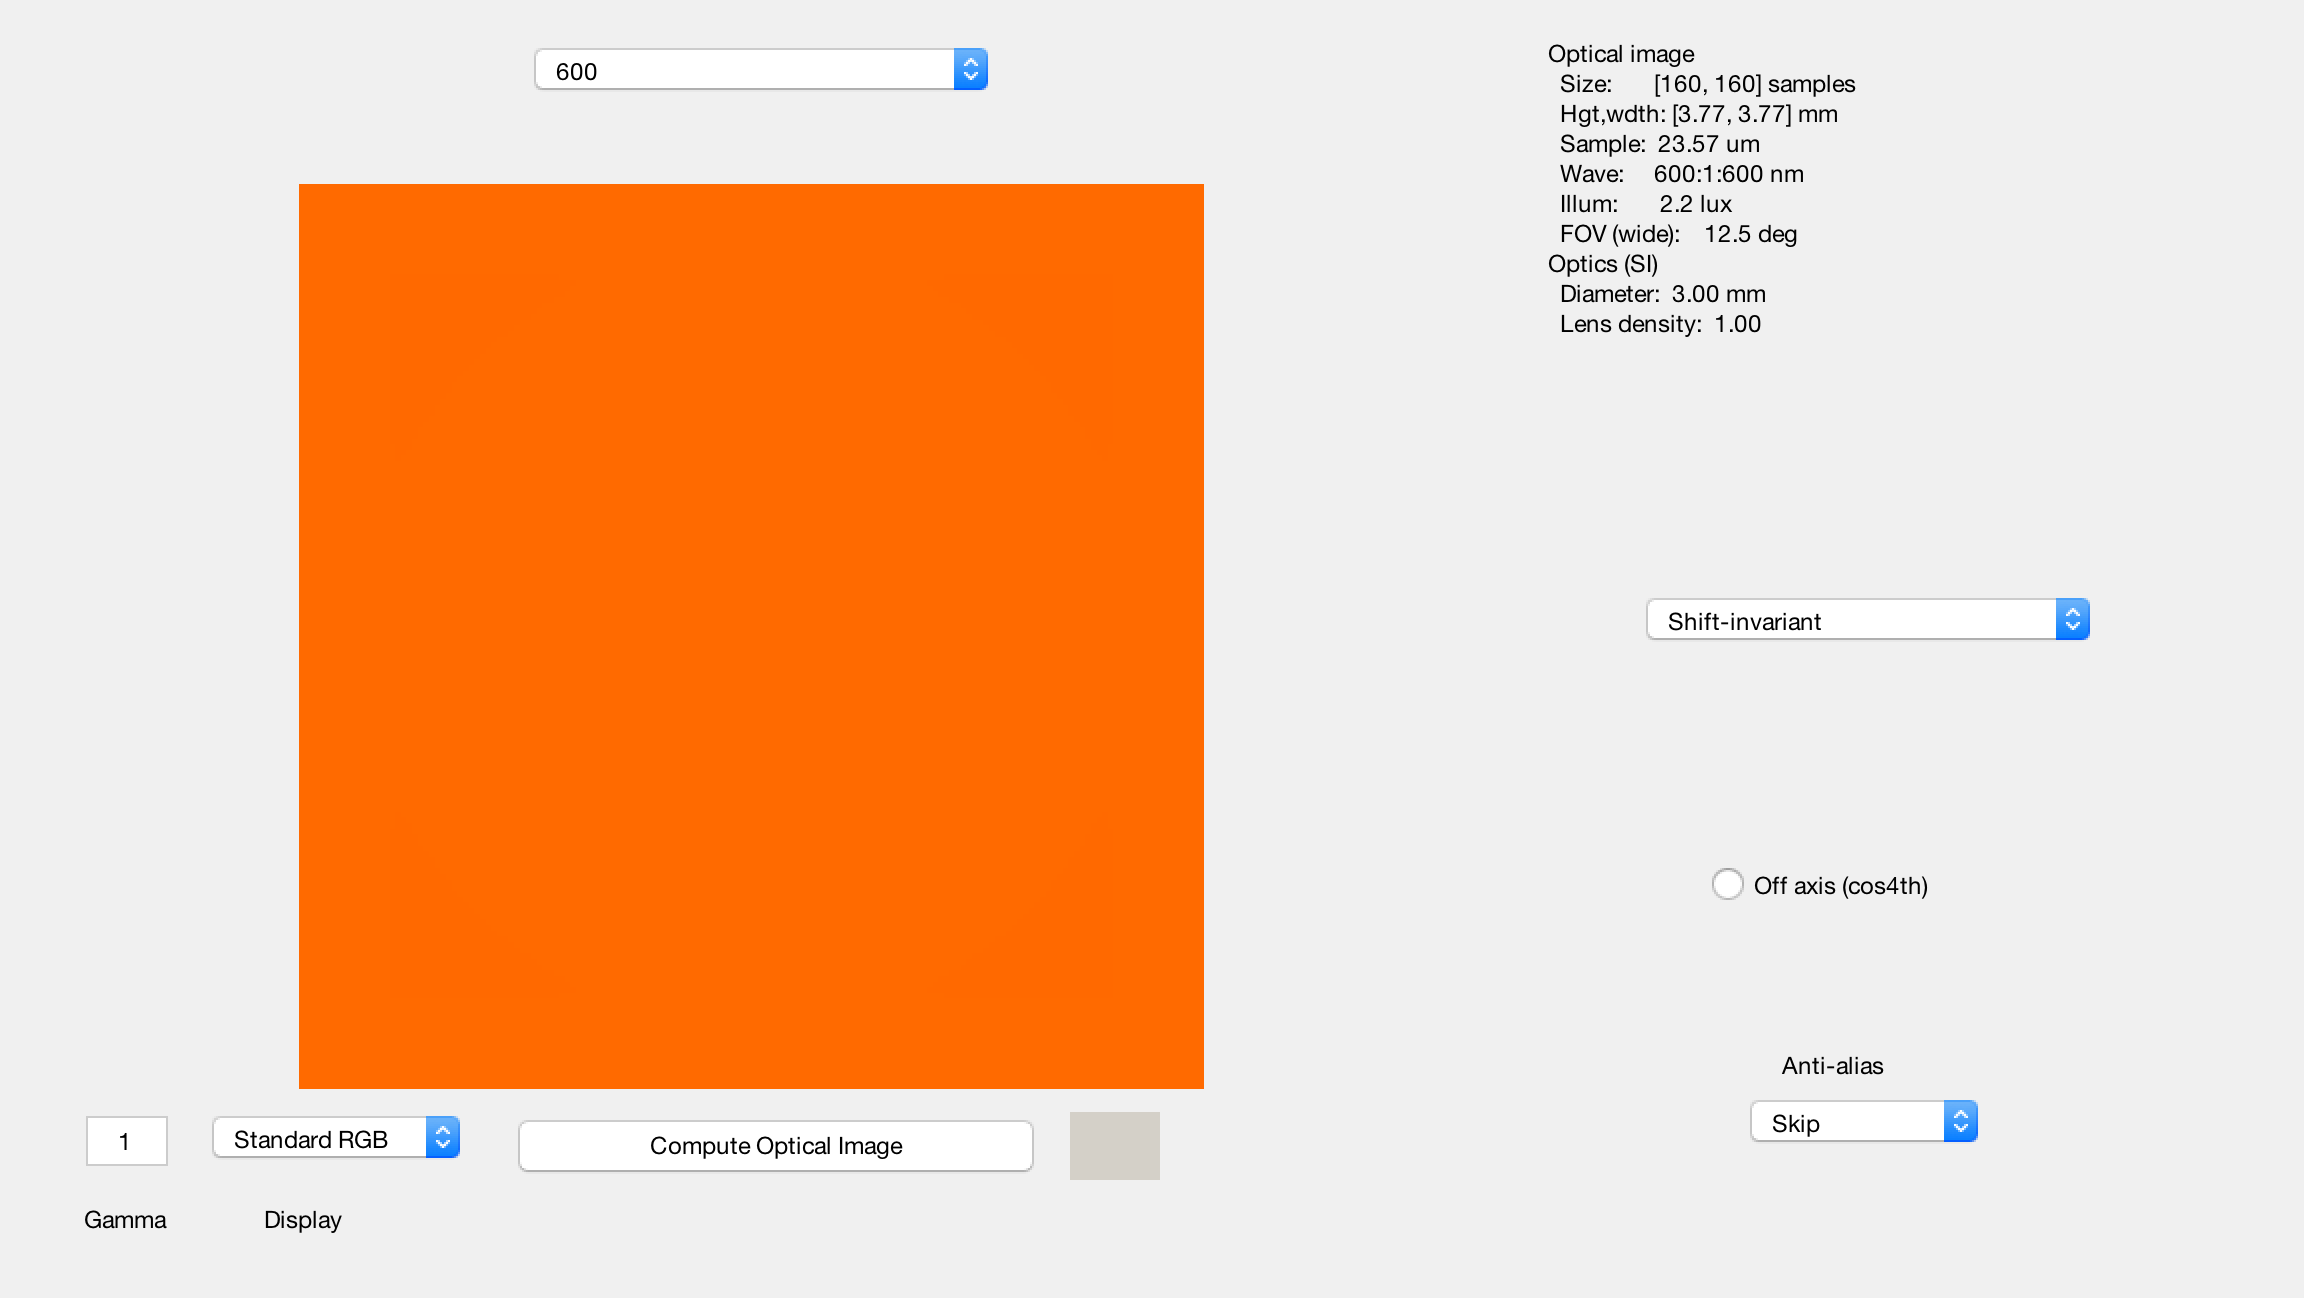 600
Optical image
Size: [160, 160] samples
Hgt,wdth: [3.77, 3.77] mm
Sample: 23.57 um
Wave: 600:1:600 nm
Illum: 2.2 lux
FOV (wide): 12.5 deg
Optics (SI)
Diameter: 3.00 mm
Lens density: 1.00
Shift-invariant
Off axis (cos4th)
Anti-alias
Skip
1
Standard RGB
Compute Optical Image
Gamma
Display